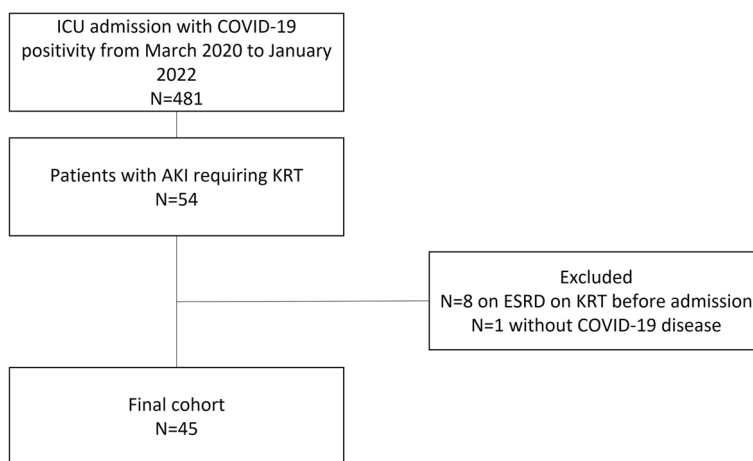 ICU admission with COVID-19
positivity from March 2020 to January
2022
N=481
Patients with AKI requiring KRT
N=54
Excluded
N=8 on ESRD on KRT before admission
N=1 without COVID-19 disease
Final cohort
N=45